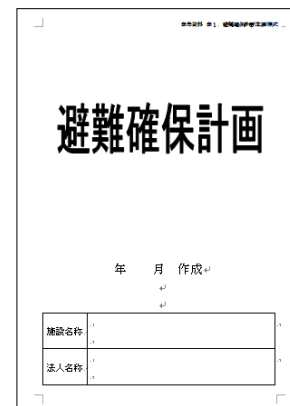 避難確保計画
年　　月　作成
施設名称
法人名称